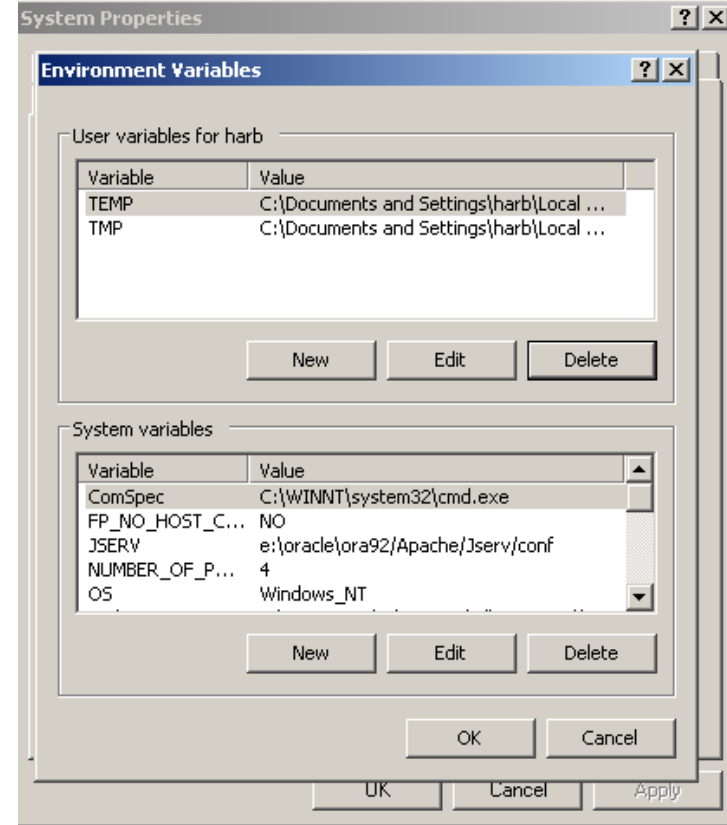 System Properties
Environment Variables
User variables for harb
Variable Value
TEMP C:\Documents and Settings\harb\Local ...
TMP C:\Documents and Settings\harb\Local ...
New Edit Delete
System variables
Variable Value
ComSpec C:\WINNT\system32\cmd.exe
FP_NO_HOST_C... NO
JSERV e:\oracle\ora92/Apache/Jserv/conf
NUMBER_OF_P... 4
OS Windows_NT
New Edit Delete
OK Cancel
OK Cancel Apply